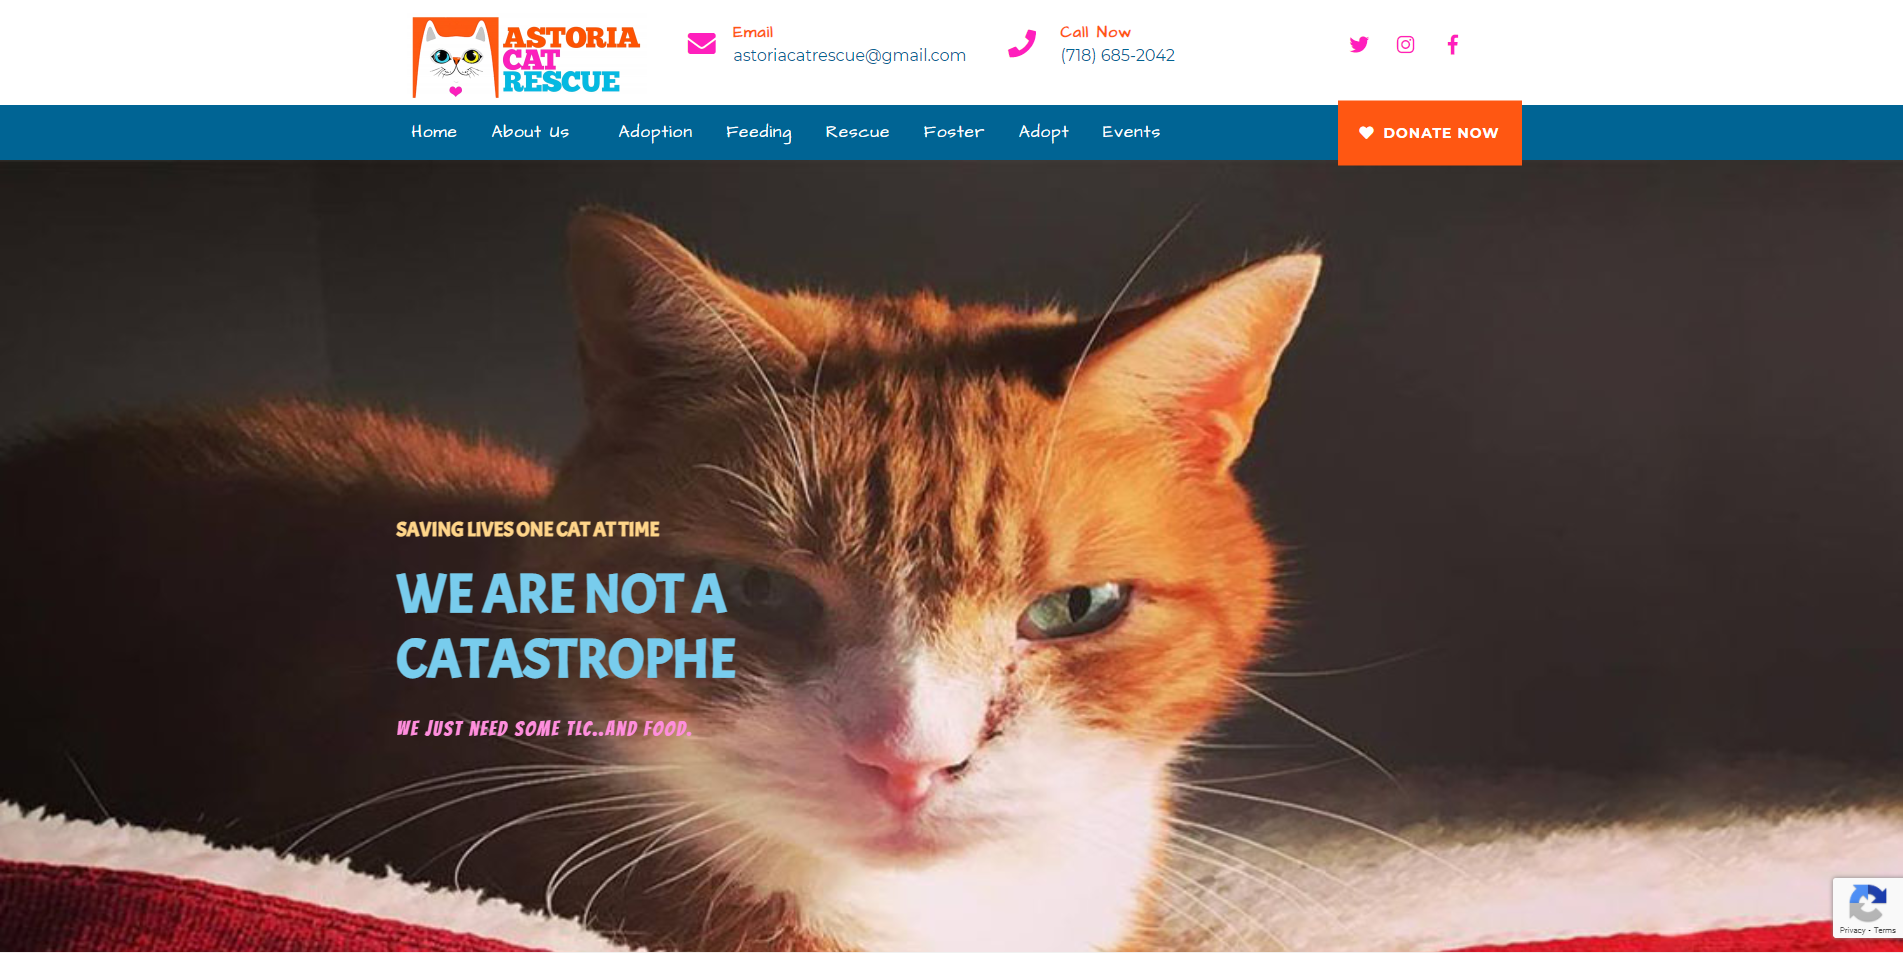 ASTORIA
CAT
RESCUE
Email
astoriacatrescue@gmail.com
Call Now
(718) 685-2042
Home About Us Adoption Feeding Rescue Foster Adopt Events
DONATE NOW
SAVING LIVES ONE CAT AT TIME
WE ARE NOT A
CATASTROPHE
WE JUST NEED SOME TLC..AND FOOD.
Privacy - Terms